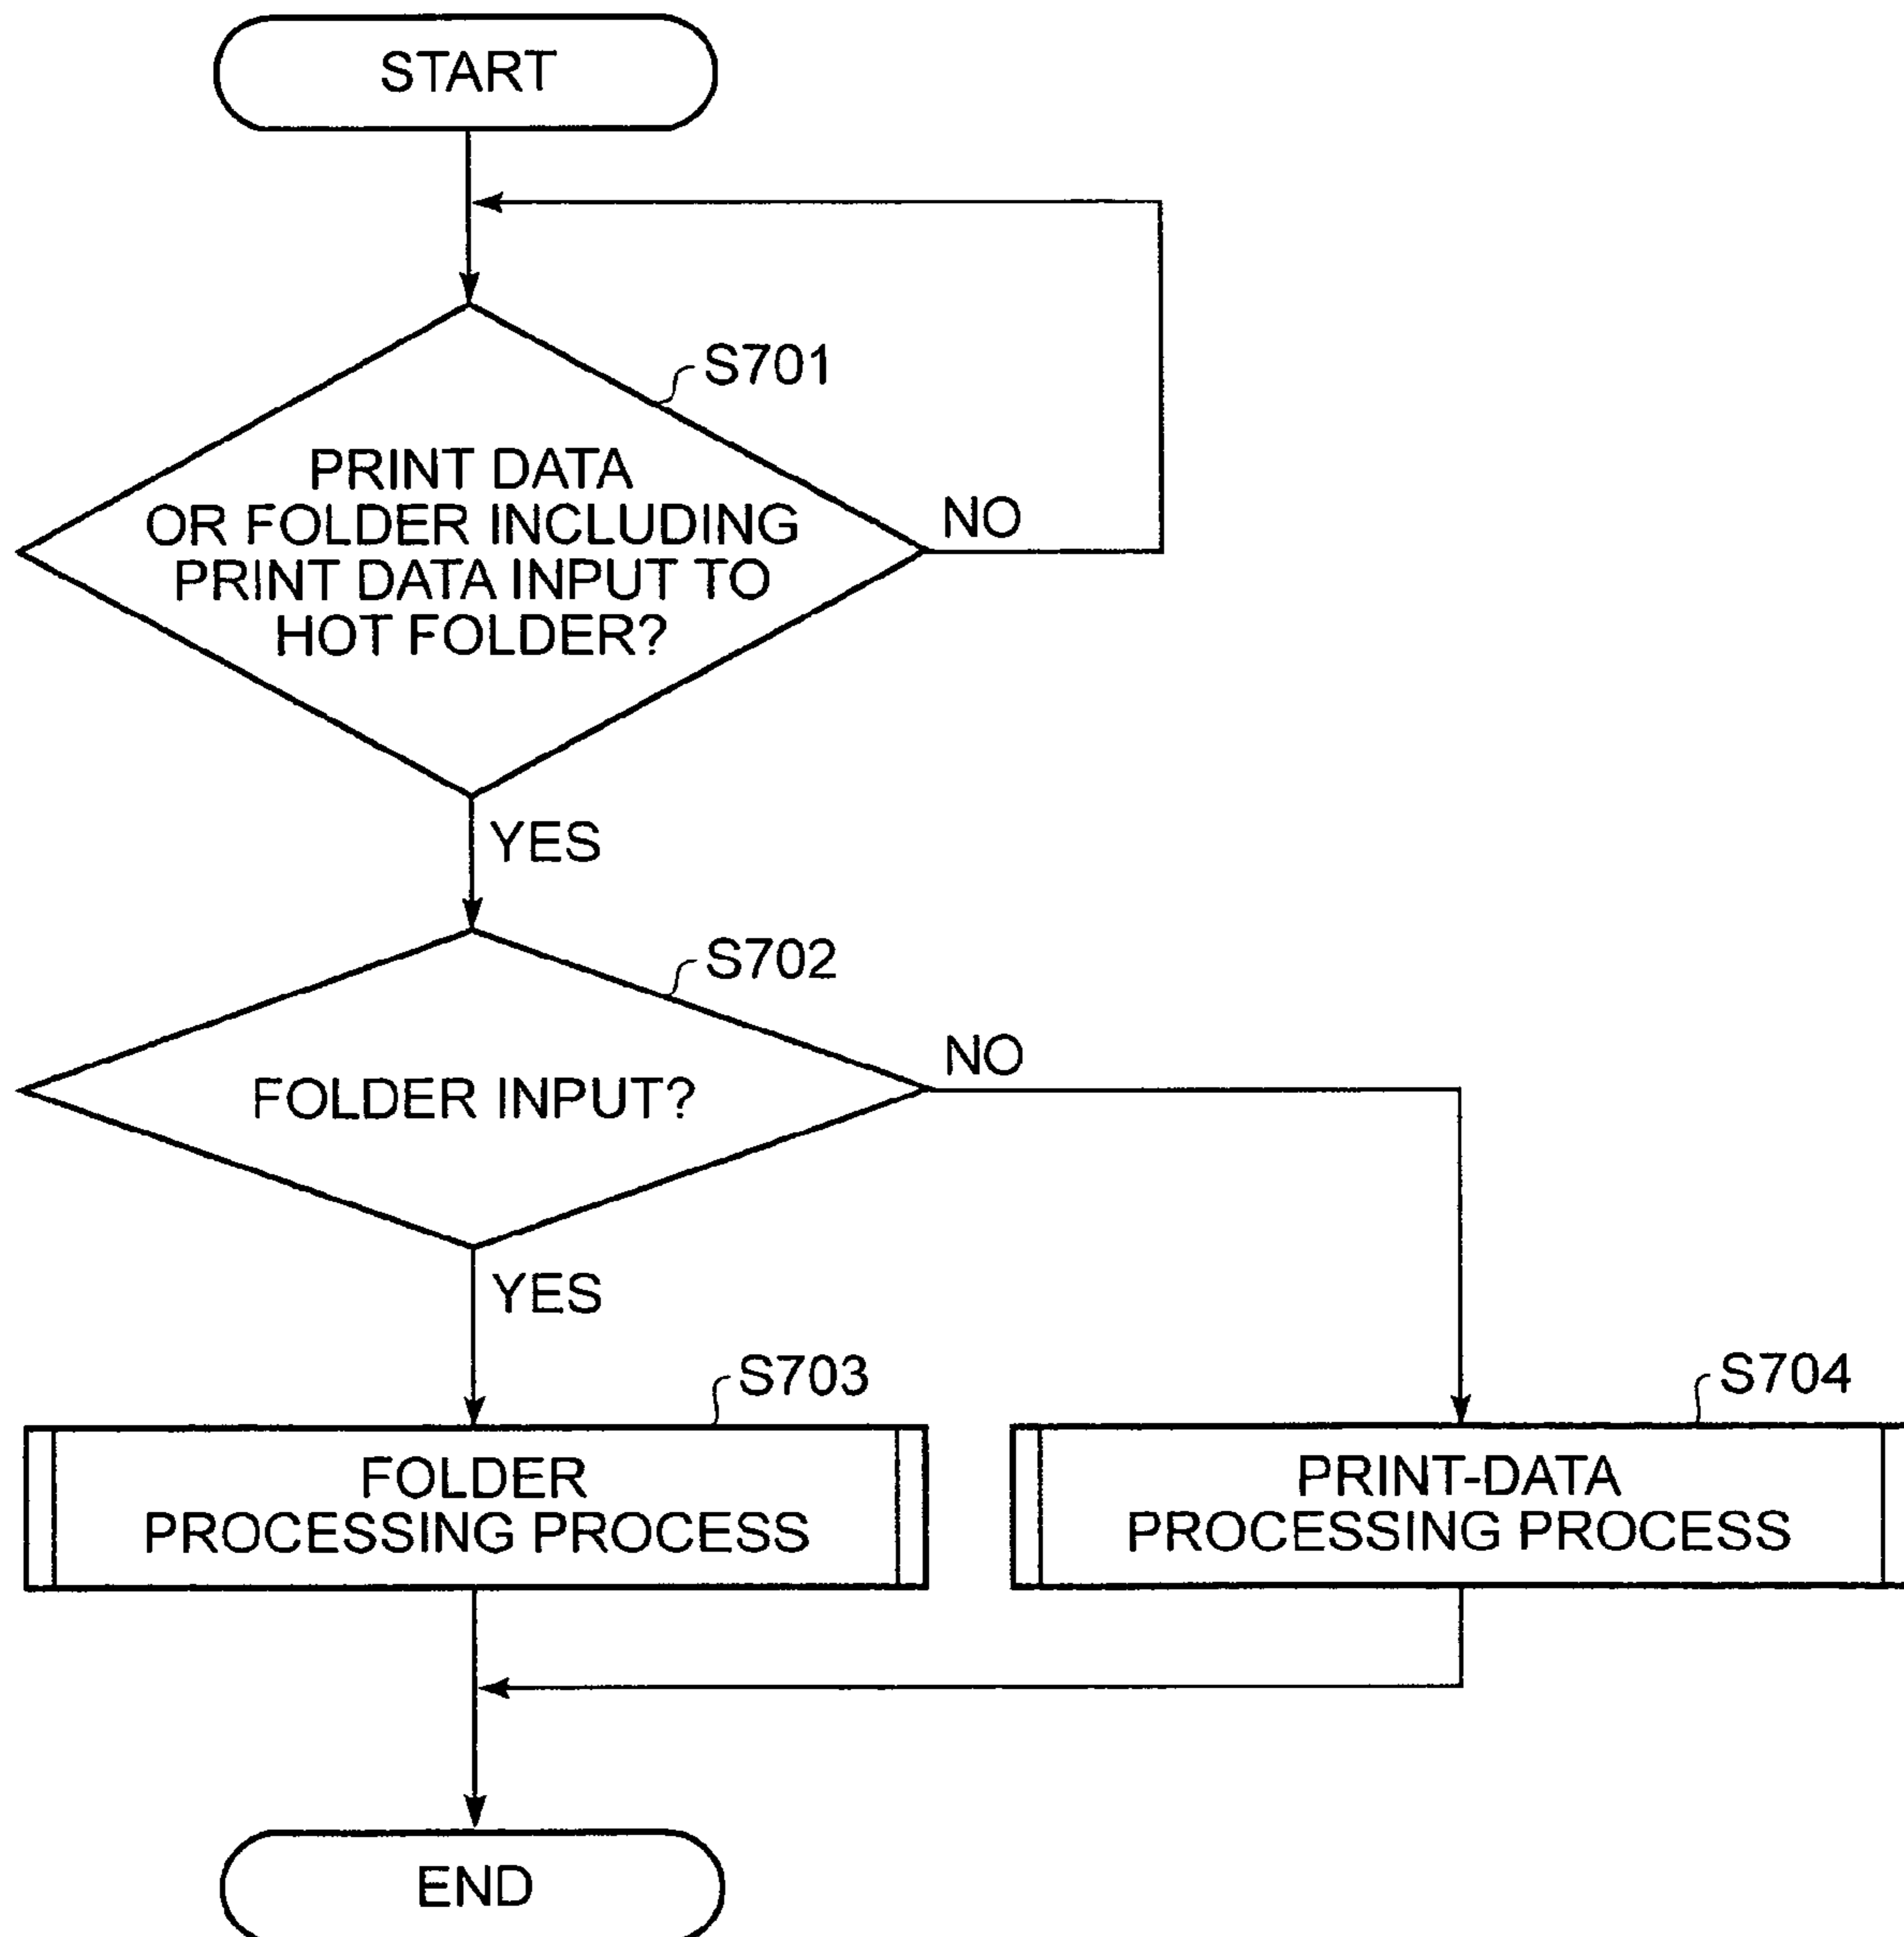 START
S701
PRINT DATA
OR FOLDER INCLUDING
PRINT DATA INPUT TO
HOT FOLDER?
NO
YES
S702
NO
FOLDER INPUT?
YES
S703
S704
FOLDER
PROCESSING PROCESS
PRINT-DATA
PROCESSING PROCESS
END